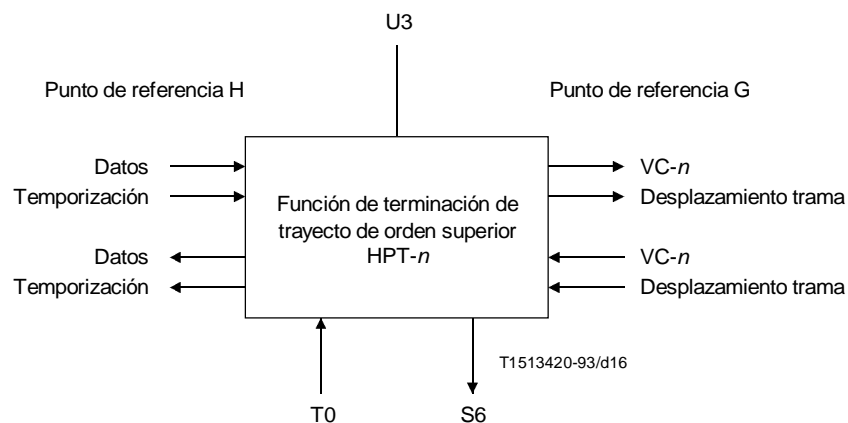 U3
Punto de referencia H
Punto de referencia G
Datos
VC-n
Temporización
Desplazamiento trama
Función de terminación de
trayecto de orden superior
HPT-n
Datos
VC-n
Temporización
Desplazamiento trama
T1513420-93/d16
T0
S6